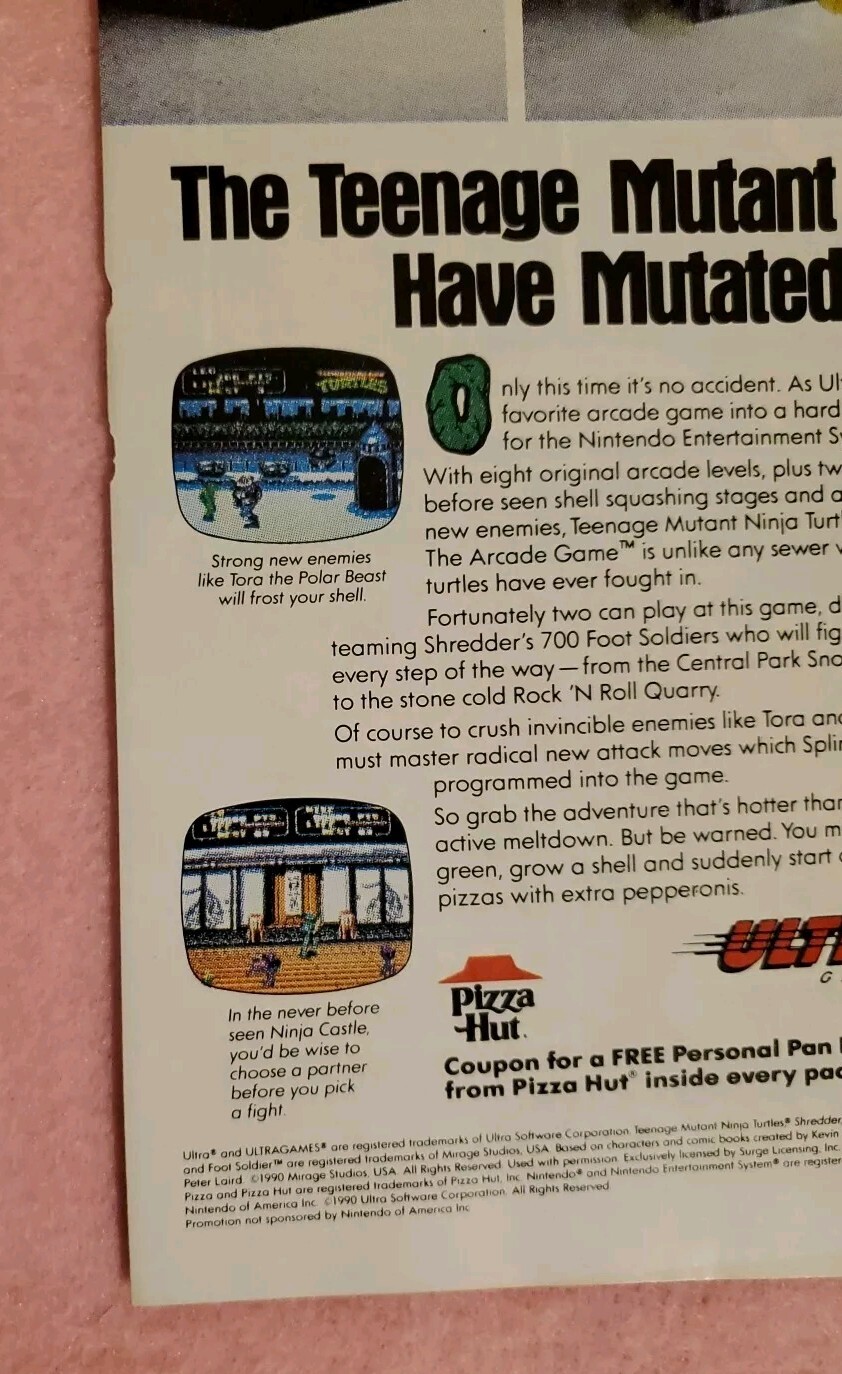 The Teenage Mutant
Have Mutated
TURTLES
Only this time it's no accident. As Ul
favorite arcade game into a hard
for the Nintendo Entertainment S
With eight original arcade levels, plus tw
before seen shell squashing stages and a
new enemies, Teenage Mutant Ninja Turt
The Arcade Game™ is unlike any sewer
turtles have ever fought in.
Strong new enemies
like Tora the Polar Beast
will frost your shell.
Fortunately two can play at this game, d
teaming Shredder's 700 Foot Soldiers who will fig
every step of the way—from the Central Park Sno
to the stone cold Rock 'N Roll Quarry.
Of course to crush invincible enemies like Tora and
must master radical new attack moves which Splin
programmed into the game.
So grab the adventure that's hotter than
active meltdown. But be warned. You m
green, grow a shell and suddenly start
pizzas with extra pepperonis.
In the never before
seen Ninja Castle,
you'd be wise to
choose a partner
before you pick
a fight.
ULT
G
Pizza
Hut.
Coupon for a FREE Personal Pan
from Pizza Hut® inside every pac
Ultra® and ULTRAGAMES® are registered trademarks of Ultra Software Corporation. Teenage Mutant Ninja Turtles,® Shredder,
and Foot Soldier™ are registered trademarks of Mirage Studios, USA. Based on characters and comic books created by Kevin
Peter Laird. ©1990 Mirage Studios, USA. All Rights Reserved. Used with permission. Exclusively licensed by Surge Licensing, Inc.
Pizza and Pizza Hut are registered trademarks of Pizza Hut, Inc. Nintendo® and Nintendo Entertainment System® are register
Nintendo of America Inc. ©1990 Ultra Software Corporation. All Rights Reserved.
Promotion not sponsored by Nintendo of America Inc.